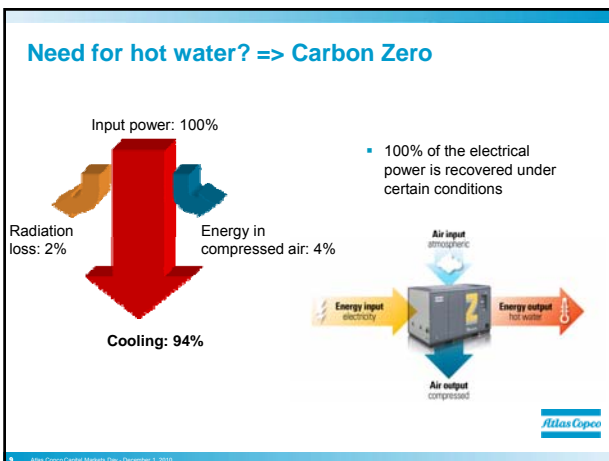 Need for hot water? => Carbon Zero
Input power: 100%
Radiation
loss: 2%
Energy in
compressed air: 4%
Cooling: 94%
▪ 100% of the electrical
power is recovered under
certain conditions
Air input
atmospheric
Energy input
electricity
Z
Energy output
hot water
Air output
compressed
Atlas Copco
Atlas Copco Capital Markets Day - December 2, 2010